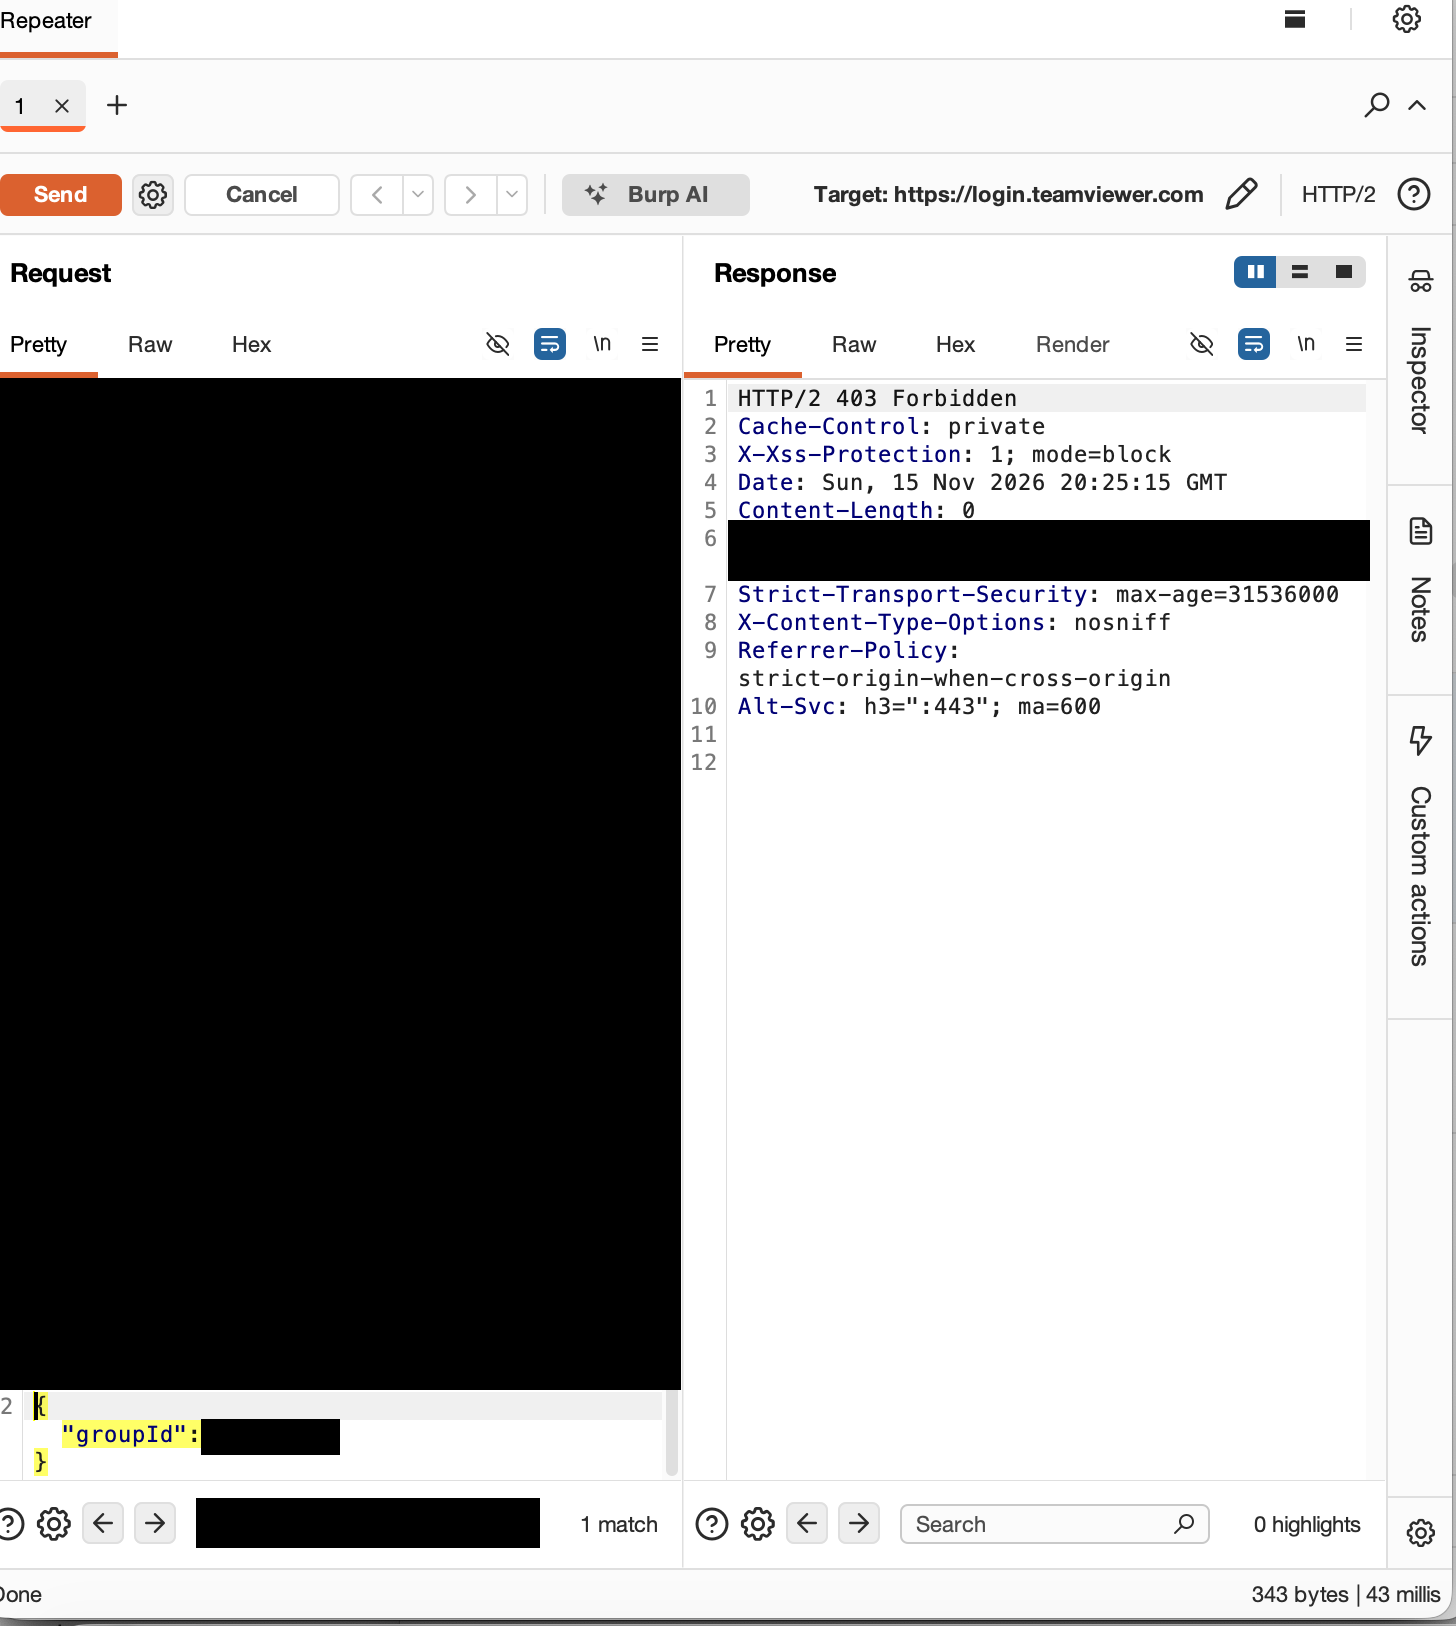 Repeater
1
Send
Cancel
Burp AI
Target: https://login.teamviewer.com
HTTP/2
Request
Pretty
Raw
Hex
\n
2
{
"groupId":
}
1 match
Response
Pretty
Raw
Hex
Render
\n
1 HTTP/2 403 Forbidden
2 Cache-Control: private
3 X-Xss-Protection: 1; mode=block
4 Date: Sun, 15 Nov 2026 20:25:15 GMT
5 Content-Length: 0
6
7 Strict-Transport-Security: max-age=31536000
8 X-Content-Type-Options: nosniff
9 Referrer-Policy:
strict-origin-when-cross-origin
10 Alt-Svc: h3=":443"; ma=600
11
12
Search
0 highlights
Inspector
Notes
Custom actions
Done
343 bytes | 43 millis